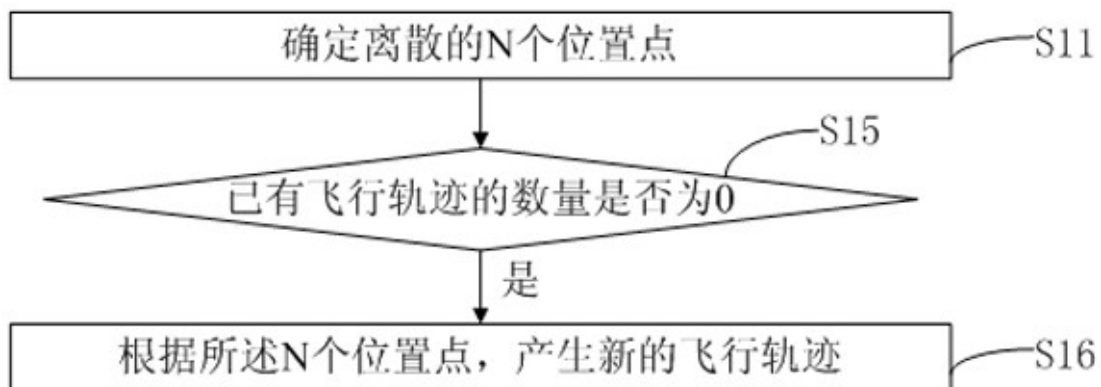 确定离散的N个位置点
S11
S15
已有飞行轨迹的数量是否为0
是
根据所述N个位置点，产生新的飞行轨迹
S16